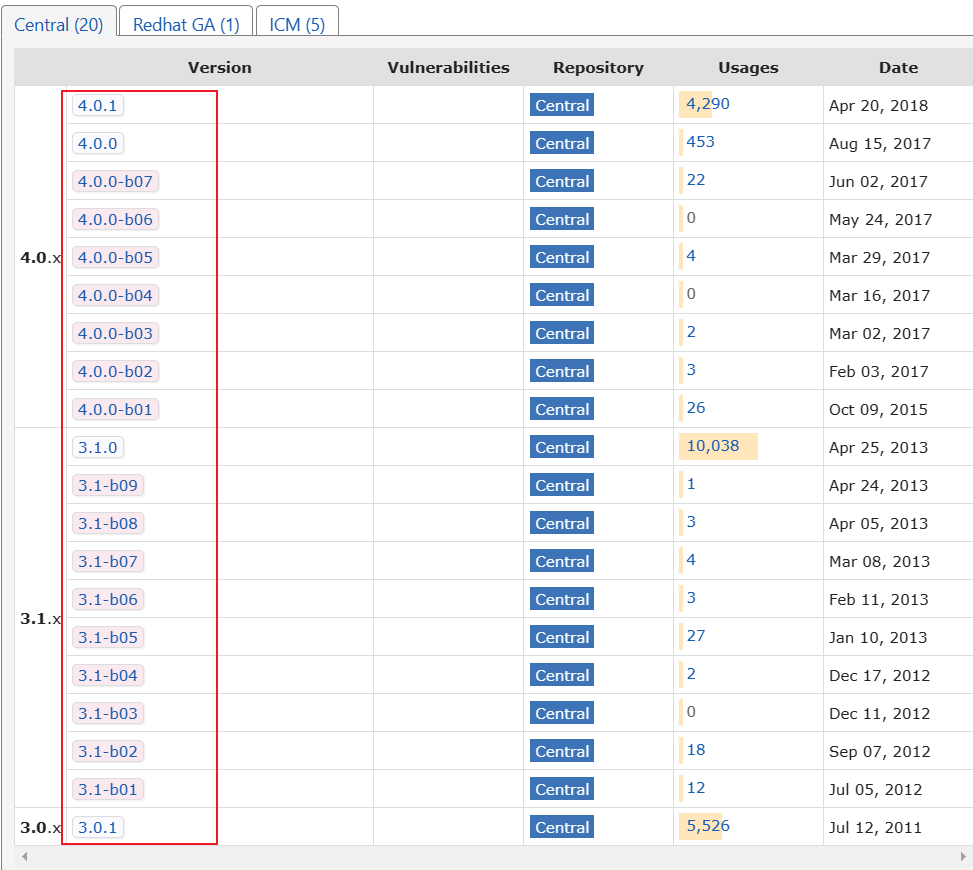 Central (20) Redhat GA (1) ICM (5)
Version Vulnerabilities Repository Usages Date
4.0.1 Central 4,290 Apr 20, 2018
4.0.0 Central 453 Aug 15, 2017
4.0.0-b07 Central 22 Jun 02, 2017
4.0.0-b06 Central 0 May 24, 2017
4.0.x 4.0.0-b05 Central 4 Mar 29, 2017
4.0.0-b04 Central 0 Mar 16, 2017
4.0.0-b03 Central 2 Mar 02, 2017
4.0.0-b02 Central 3 Feb 03, 2017
4.0.0-b01 Central 26 Oct 09, 2015
3.1.0 Central 10,038 Apr 25, 2013
3.1-b09 Central 1 Apr 24, 2013
3.1-b08 Central 3 Apr 05, 2013
3.1-b07 Central 4 Mar 08, 2013
3.1-b06 Central 3 Feb 11, 2013
3.1.x
3.1-b05 Central 27 Jan 10, 2013
3.1-b04 Central 2 Dec 17, 2012
3.1-b03 Central 0 Dec 11, 2012
3.1-b02 Central 18 Sep 07, 2012
3.1-b01 Central 12 Jul 05, 2012
3.0.x 3.0.1 Central 5,526 Jul 12, 2011